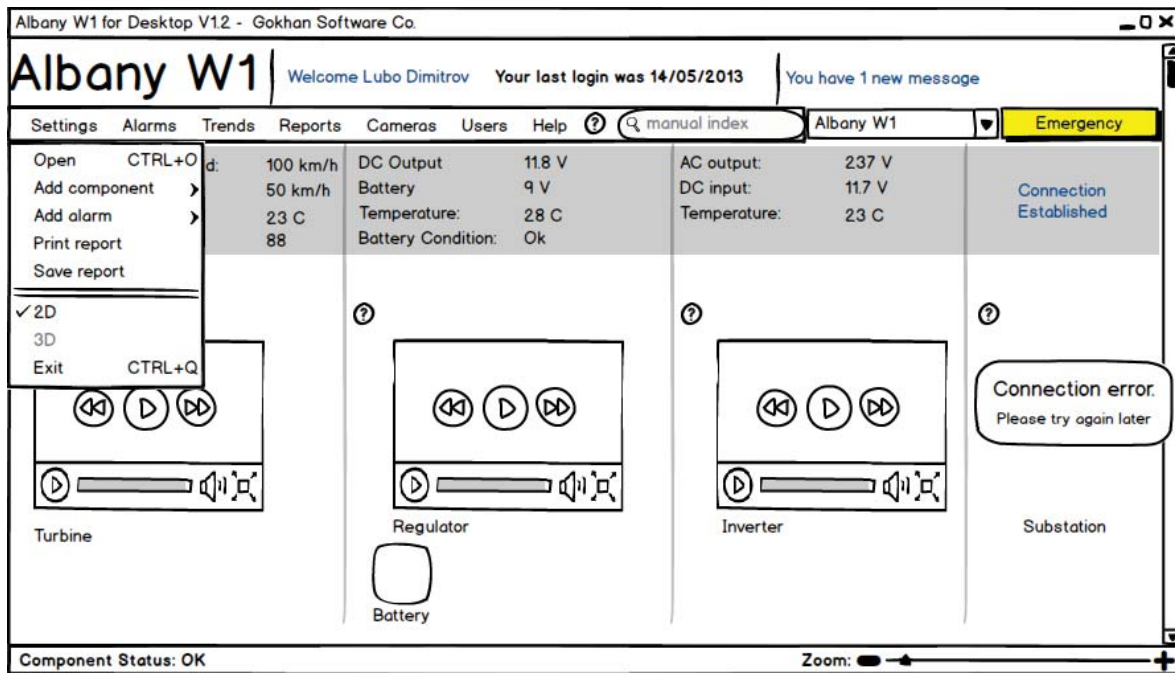 Albany W1 for Desktop V1.2 - Gokhan Software Co.
Albany W1
Welcome Lubo Dimitrov Your last login was 14/05/2013 You have 1 new message
Settings Alarms Trends Reports Cameras Users Help ? manual index Albany W1 Emergency
Open CTRL+O
Add component
Add alarm
Print report
Save report
2D
3D
Exit CTRL+Q
d: 100 km/h
50 km/h
23 C
88
DC Output 11.8 V
Battery 9 V
Temperature: 28 C
Battery Condition: Ok
AC output: 237 V
DC input: 11.7 V
Temperature: 23 C
Connection
Established
? ? ?
Connection error.
Please try again later
Turbine
Regulator
Inverter
Substation
Battery
Component Status: OK
Zoom: